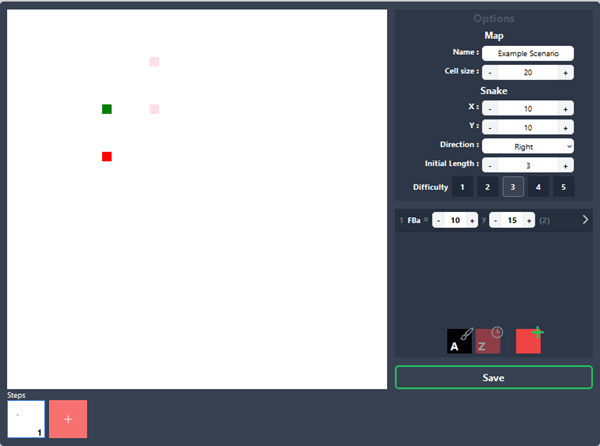 Options
Map
Name : Example Scenario
Cell size : - 20 +
Snake
X : - 10 +
Y : - 10 +
Direction : Right
Initial Length : - 3 +
Difficulty 1 2 3 4 5
1 FBa x - 10 + y - 15 + (2)
A Z
Save
Steps
1 +